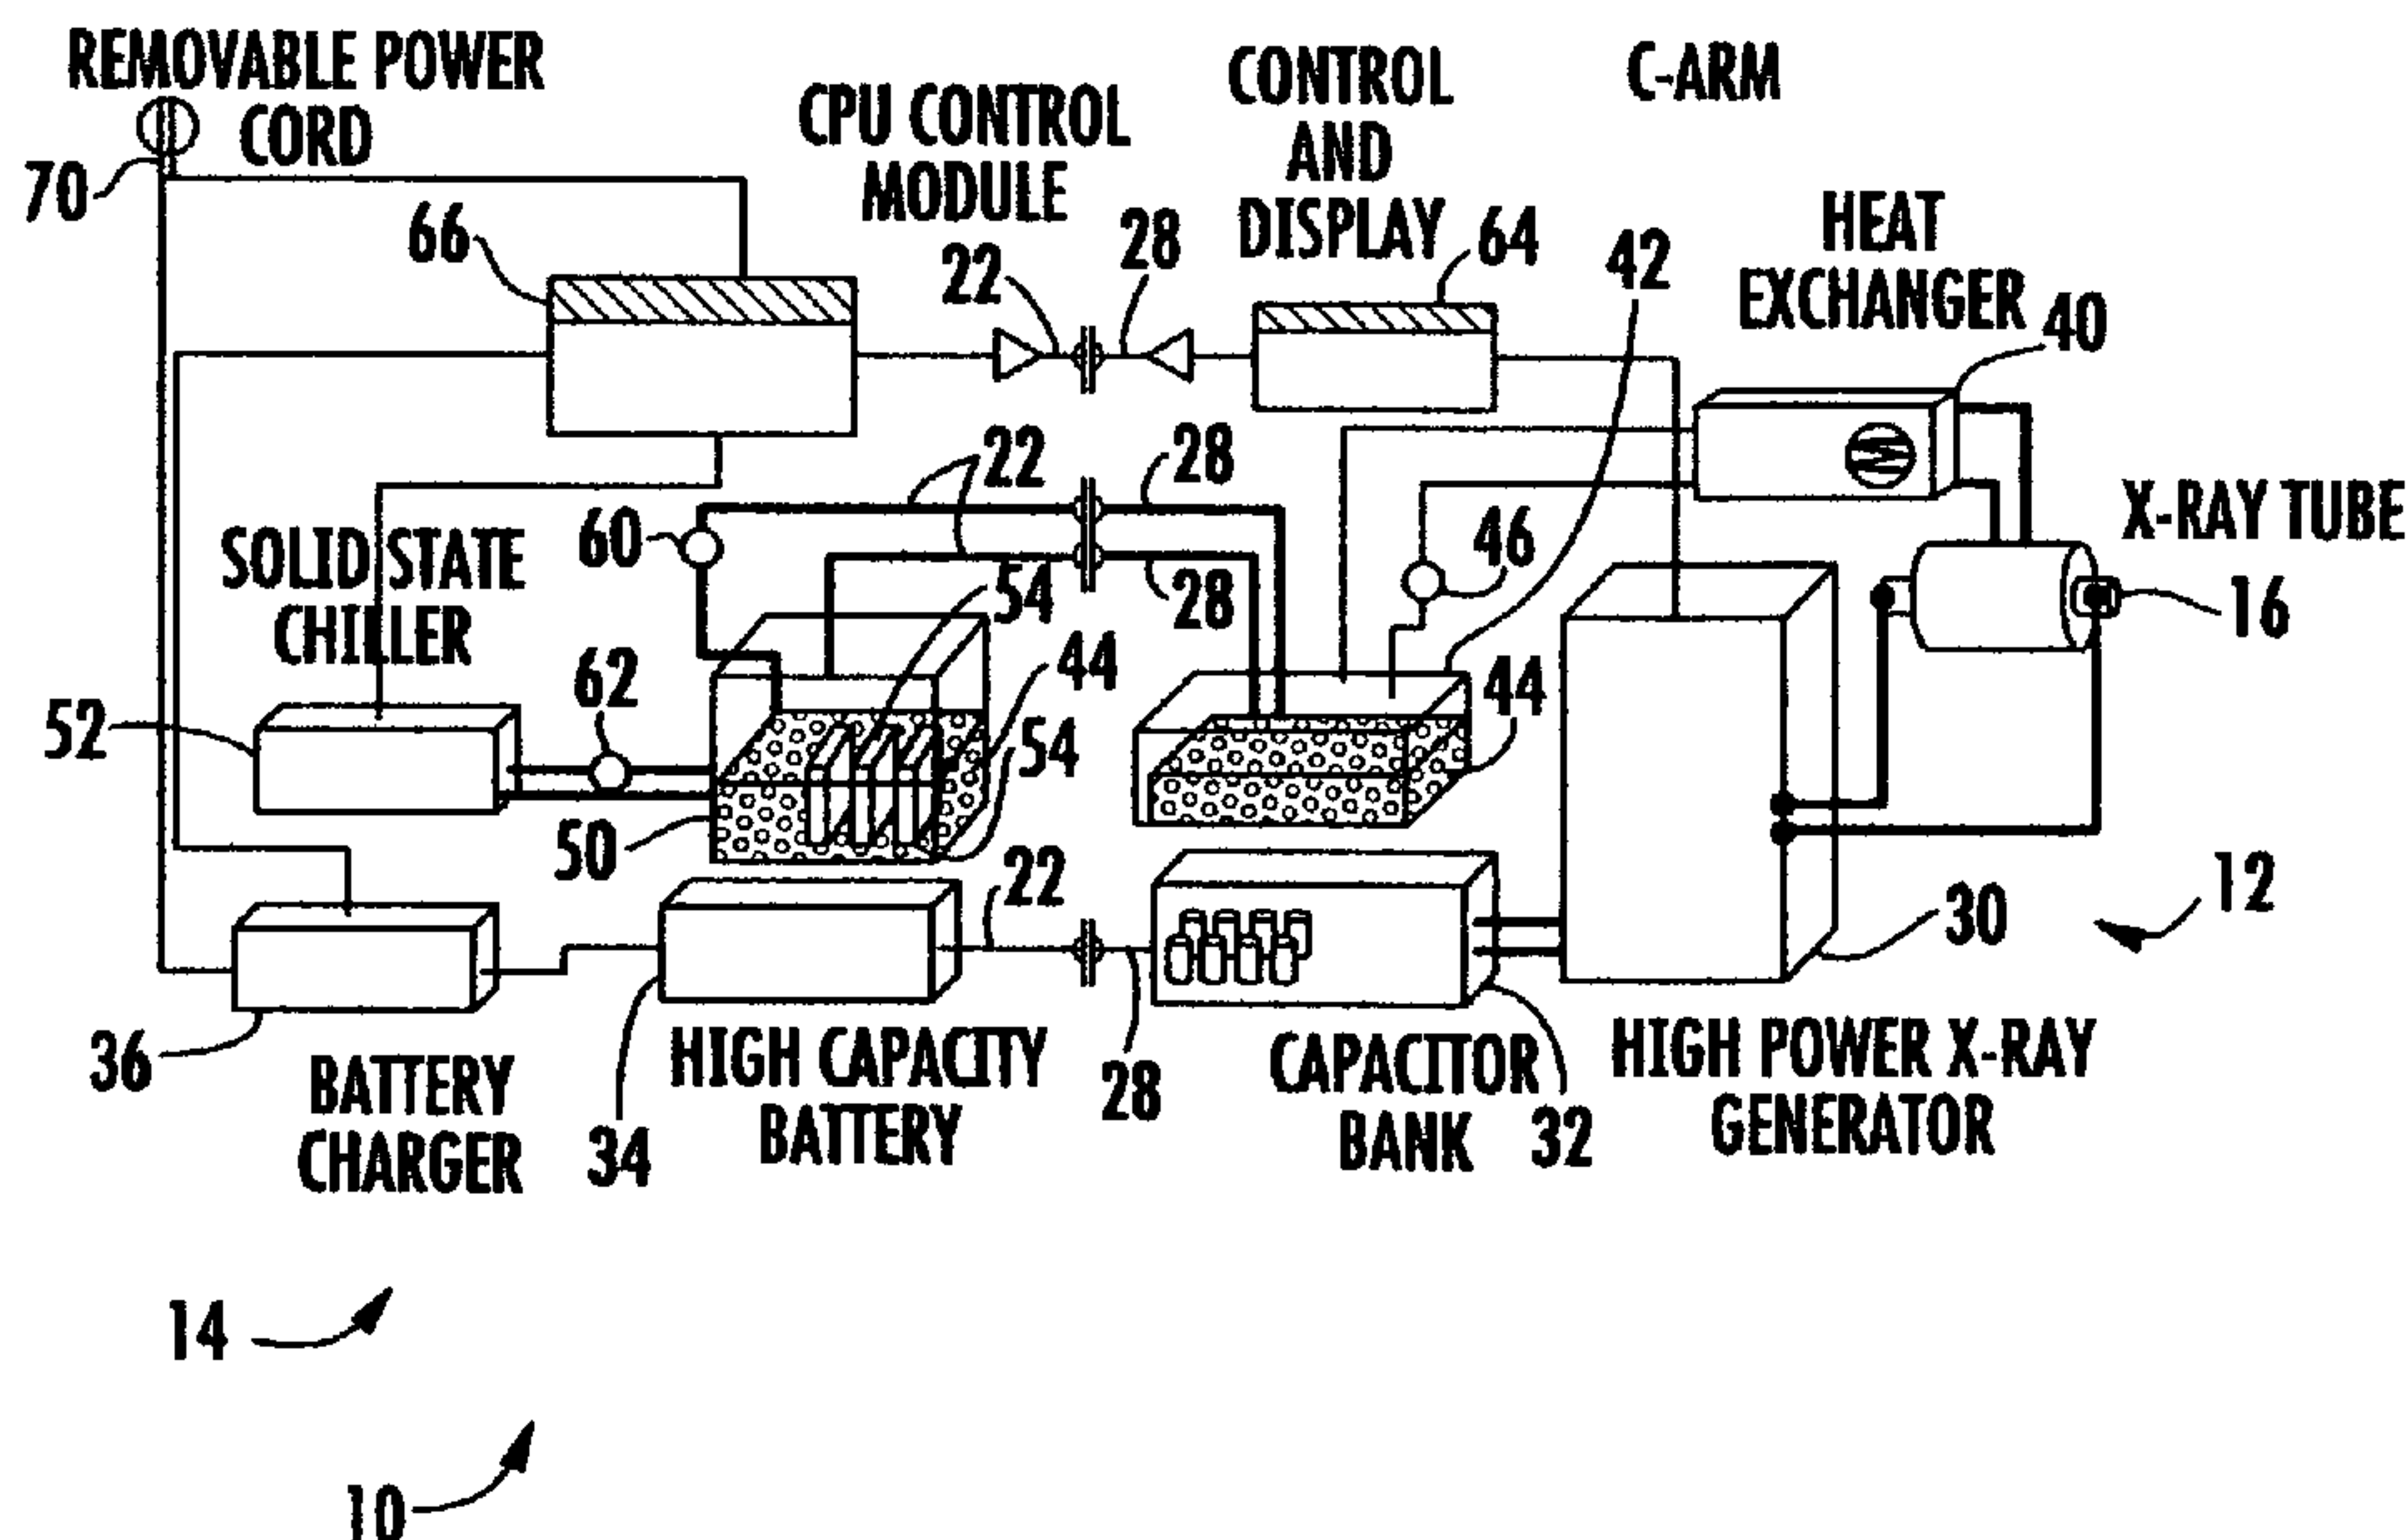 REMOVABLE POWER
CORD
70
CPU CONTROL
MODULE
CONTROL
AND
DISPLAY
C-ARM
HEAT
EXCHANGER
66
22
28
64
42
40
22
28
X-RAY TUBE
SOLID STATE
CHILLER
60
46
54
28
16
62
44
44
52
54
50
22
12
30
36
BATTERY
CHARGER
34
HIGH CAPACITY
BATTERY
28
CAPACITOR
BANK
32
HIGH POWER X-RAY
GENERATOR
14
10